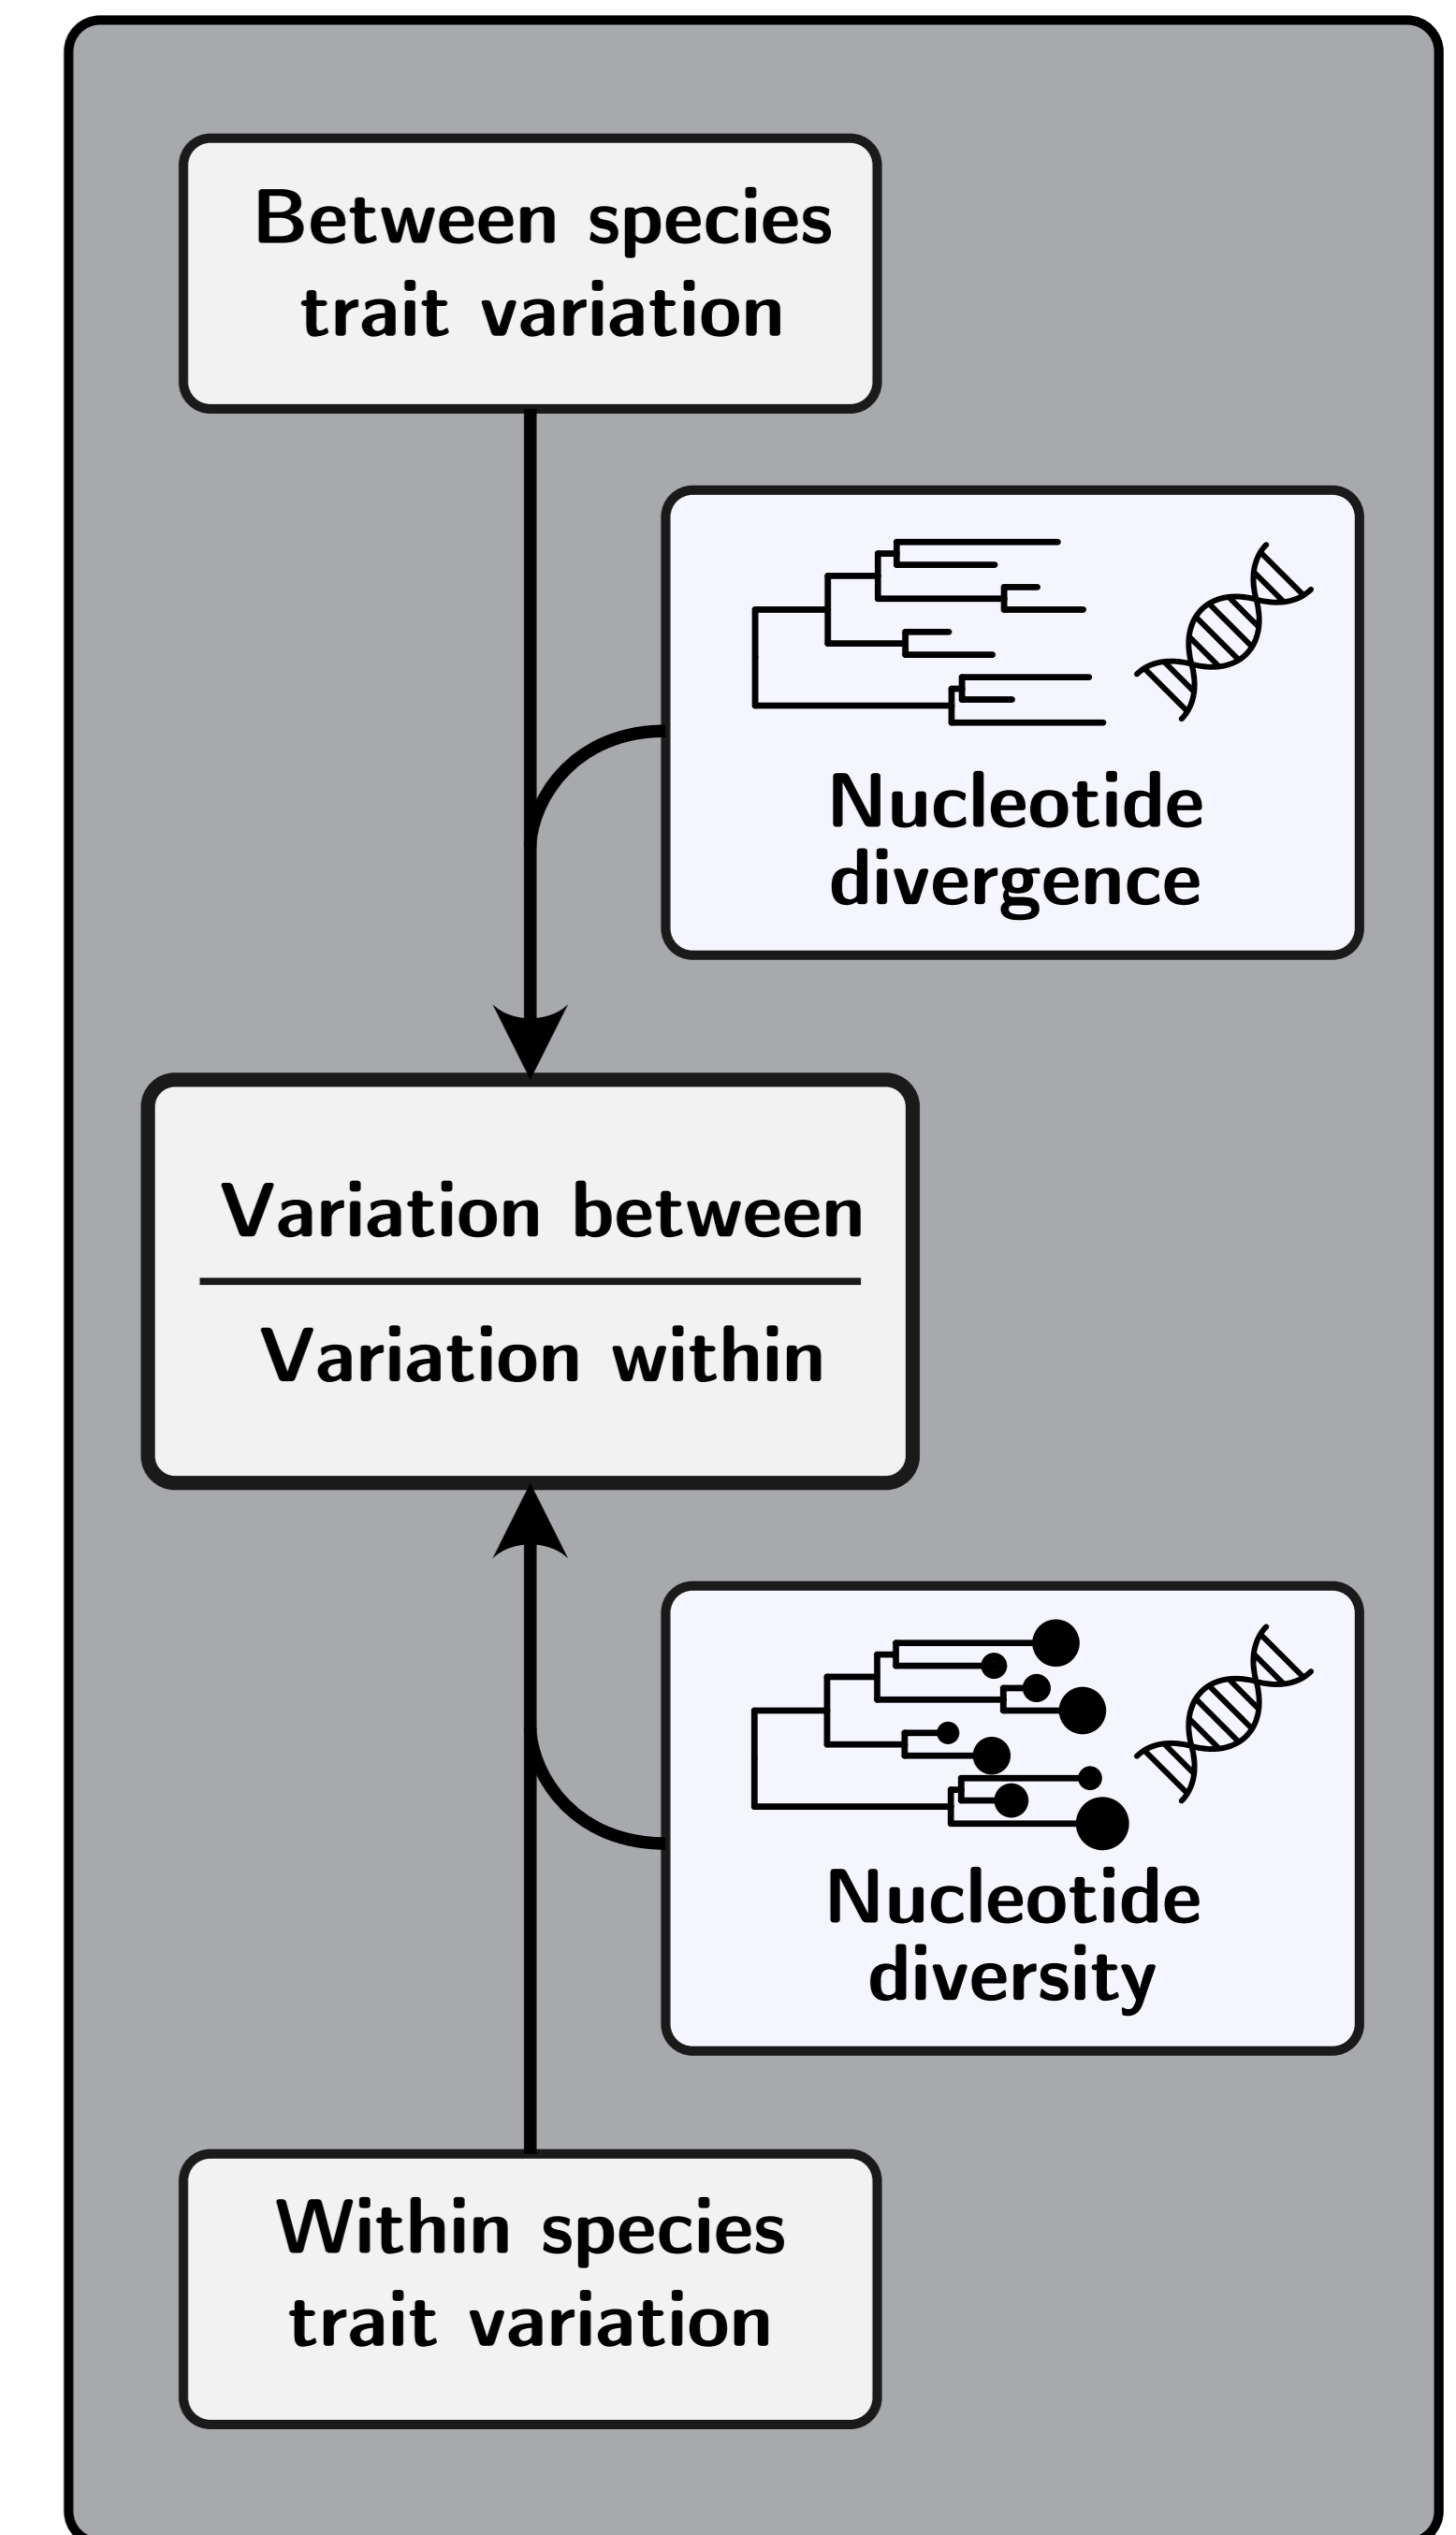 Between species
trait variation
Nucleotide
divergence
Variation between
Variation within
Nucleotide
diversity
Within species
trait variation